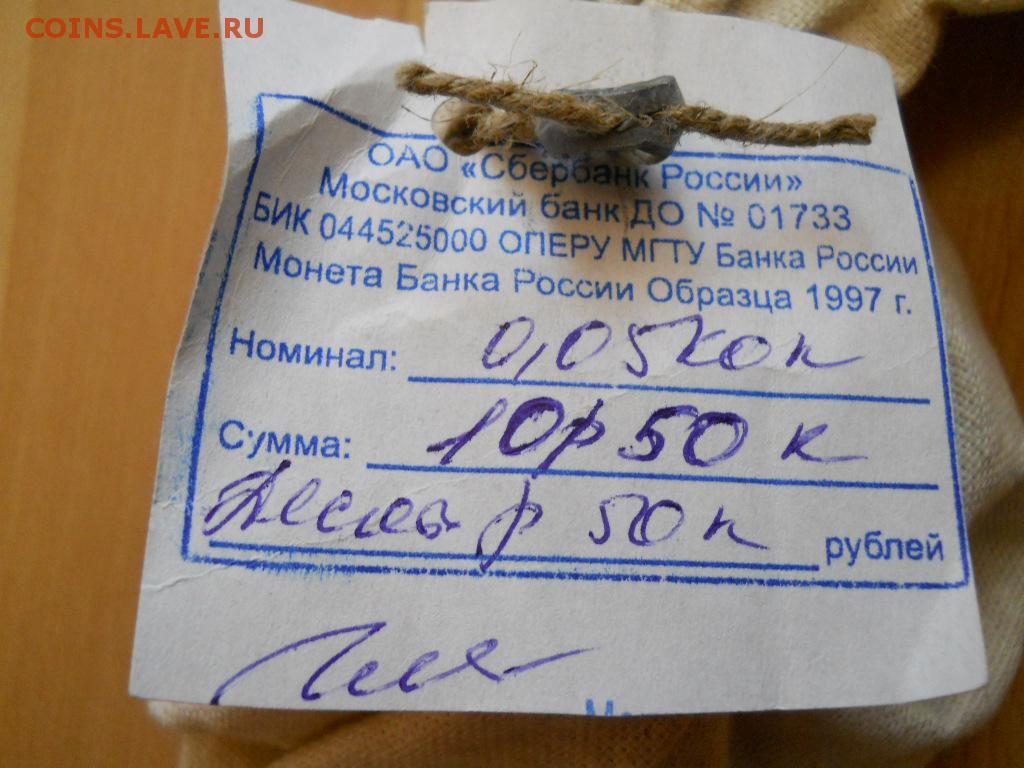 COINS.LAVE.RU
ОАО «Сбербанк России»
Московский банк ДО № 01733
БИК 044525000 ОПЕРУ МГТУ Банка России
Монета Банка России Образца 1997 г.
Номинал: 0,05 коп
Сумма: 10р 50 к
р 50 к рублей